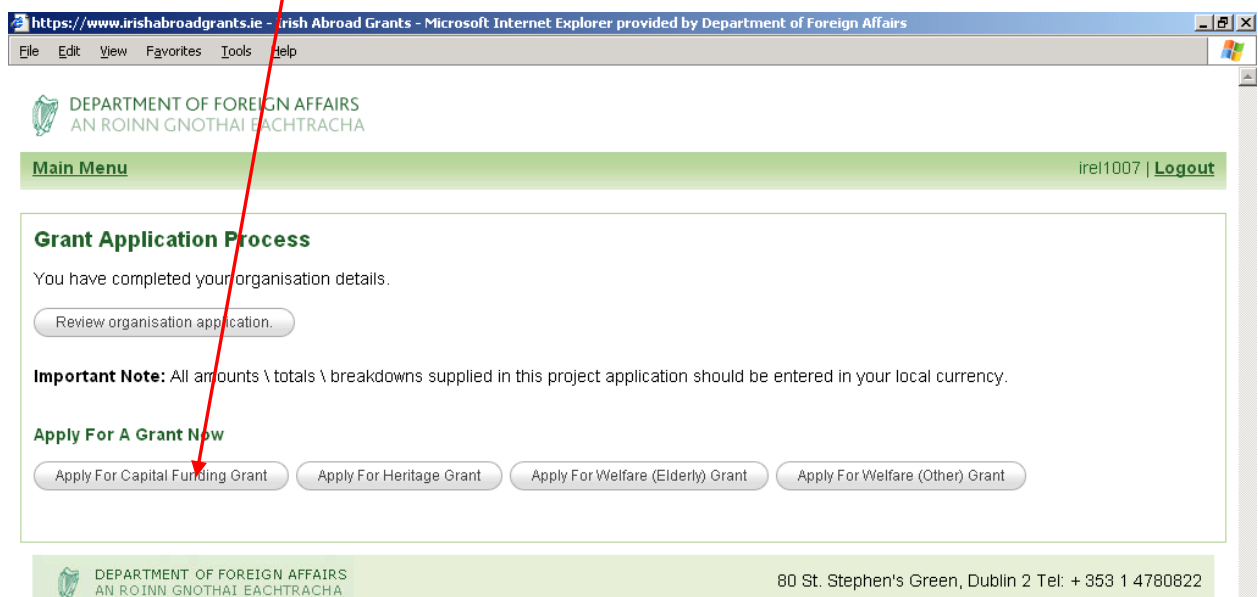 https://www.irishabroadgrants.ie - Irish Abroad Grants - Microsoft Internet Explorer provided by Department of Foreign Affairs
File Edit View Favorites Tools Help
DEPARTMENT OF FOREIGN AFFAIRS
AN ROINN GNOTHAI EACHTRACHA
Main Menu irel1007 | Logout
Grant Application Process
You have completed your organisation details.
Review organisation application.
Important Note: All amounts \ totals \ breakdowns supplied in this project application should be entered in your local currency.
Apply For A Grant Now
Apply For Capital Funding Grant Apply For Heritage Grant Apply For Welfare (Elderly) Grant Apply For Welfare (Other) Grant
DEPARTMENT OF FOREIGN AFFAIRS
AN ROINN GNOTHAI EACHTRACHA
80 St. Stephen's Green, Dublin 2 Tel: + 353 1 4780822